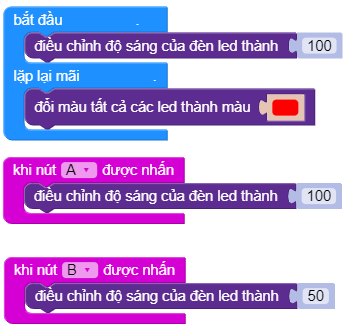 bắt đầu
điều chỉnh độ sáng của đèn led thành 100
lặp lại mãi
đổi màu tất cả các led thành màu
khi nút A được nhấn
điều chỉnh độ sáng của đèn led thành 100
khi nút B được nhấn
điều chỉnh độ sáng của đèn led thành 50